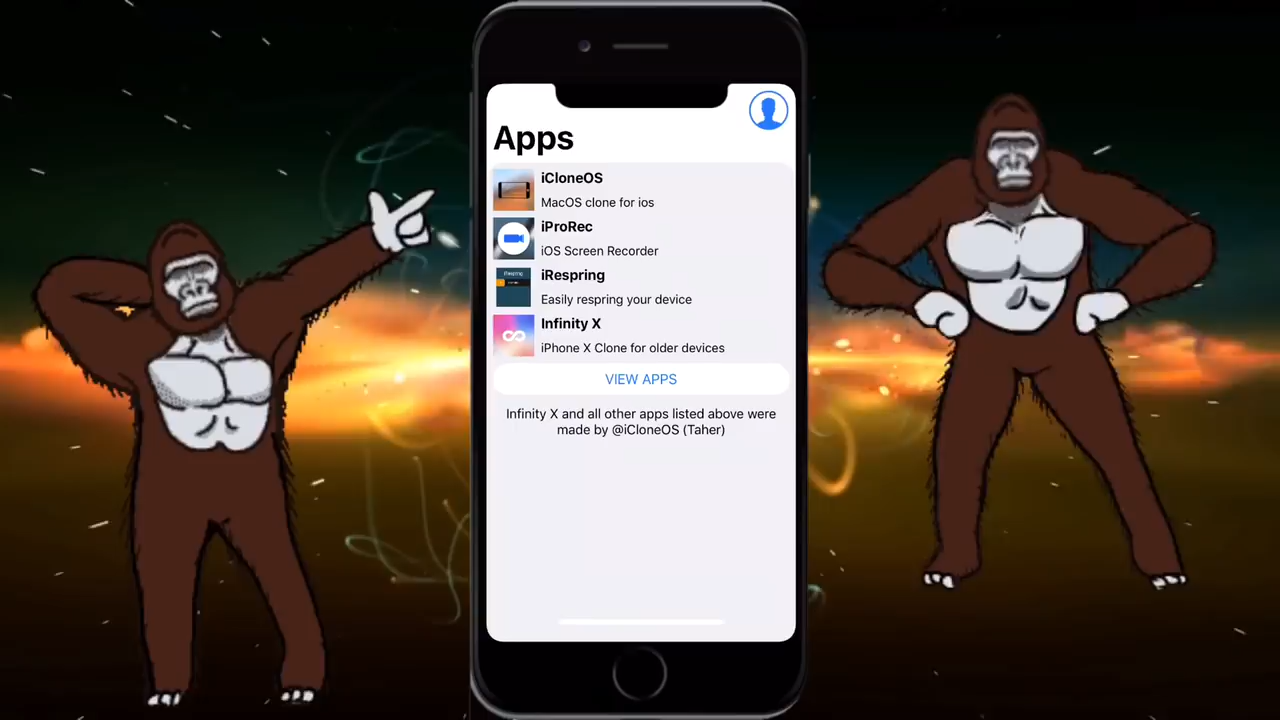 Apps
iCloneOS
MacOS clone for ios
iProRec
iOS Screen Recorder
iRespring
Easily respring your device
Infinity X
iPhone X Clone for older devices
VIEW APPS
Infinity X and all other apps listed above were
made by @iCloneOS (Taher)